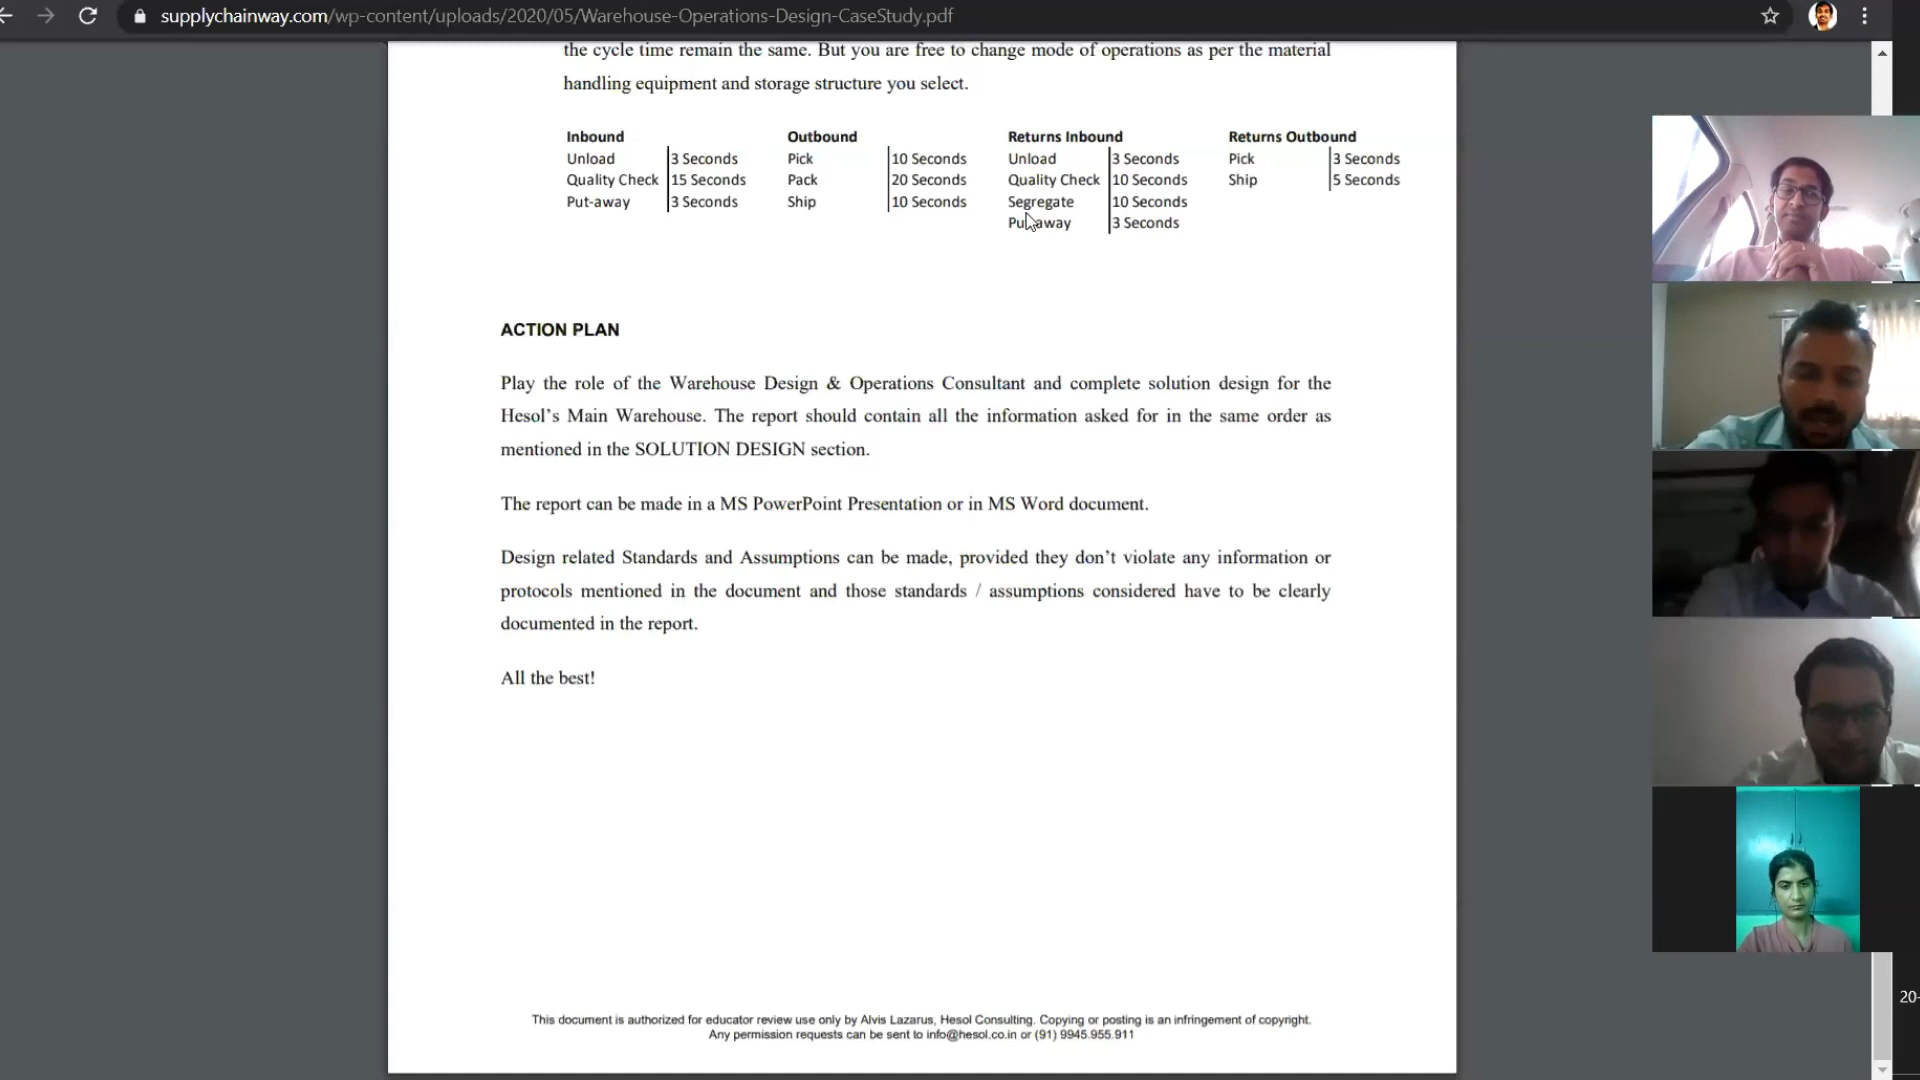 supplychainway.com/wp-content/uploads/2020/05/Warehouse-Operations-Design-CaseStudy.pdf
the cycle time remain the same. But you are free to change mode of operations as per the material
handling equipment and storage structure you select.
Inbound Outbound Returns Inbound Returns Outbound
Unload 3 Seconds Pick 10 Seconds Unload 3 Seconds Pick 3 Seconds
Quality Check 15 Seconds Pack 20 Seconds Quality Check 10 Seconds Ship 5 Seconds
Put-away 3 Seconds Ship 10 Seconds Segregate 10 Seconds
Put-away 3 Seconds
ACTION PLAN
Play the role of the Warehouse Design & Operations Consultant and complete solution design for the
Hesol’s Main Warehouse. The report should contain all the information asked for in the same order as
mentioned in the SOLUTION DESIGN section.
The report can be made in a MS PowerPoint Presentation or in MS Word document.
Design related Standards and Assumptions can be made, provided they don’t violate any information or
protocols mentioned in the document and those standards / assumptions considered have to be clearly
documented in the report.
All the best!
This document is authorized for educator review use only by Alvis Lazarus, Hesol Consulting. Copying or posting is an infringement of copyright.
Any permission requests can be sent to info@hesol.co.in or (91) 9945.955.911
20-